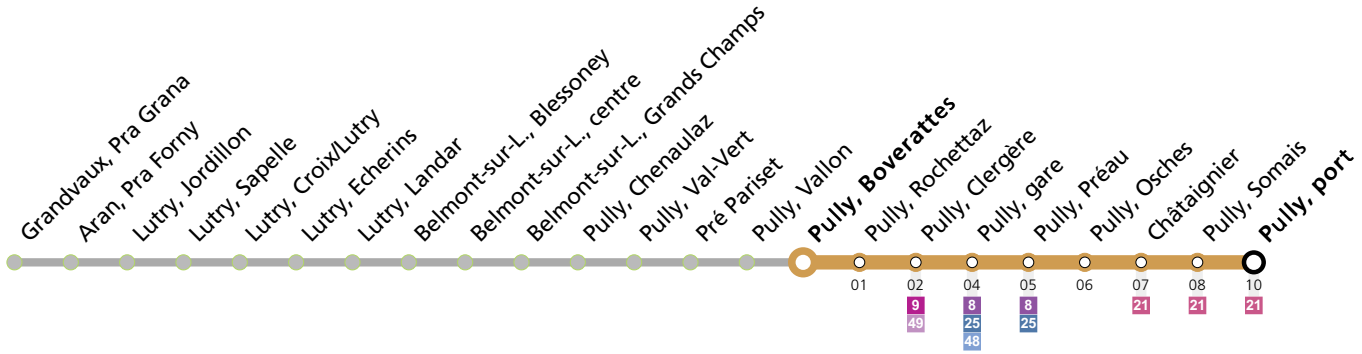 Grandvaux, Pra Grana
Aran, Pra Forny
Lutry, Jordillon
Lutry, Sapelle
Lutry, Croix/Lutry
Lutry, Echerins
Lutry, Landar
Belmont-sur-L., Blessoney
Belmont-sur-L., centre
Belmont-sur-L., Grands Champs
Pully, Chenaulaz
Pully, Val-Vert
Pré Pariset
Pully, Vallon
Pully, Boverattes
Pully, Rochettaz
Pully, Clergère
Pully, gare
Pully, Préau
Pully, Osches
Châtaignier
Pully, Somais
Pully, port
01 02 04 05 06 07 08 10
9 8 8 21 21 21
49 25 25
48